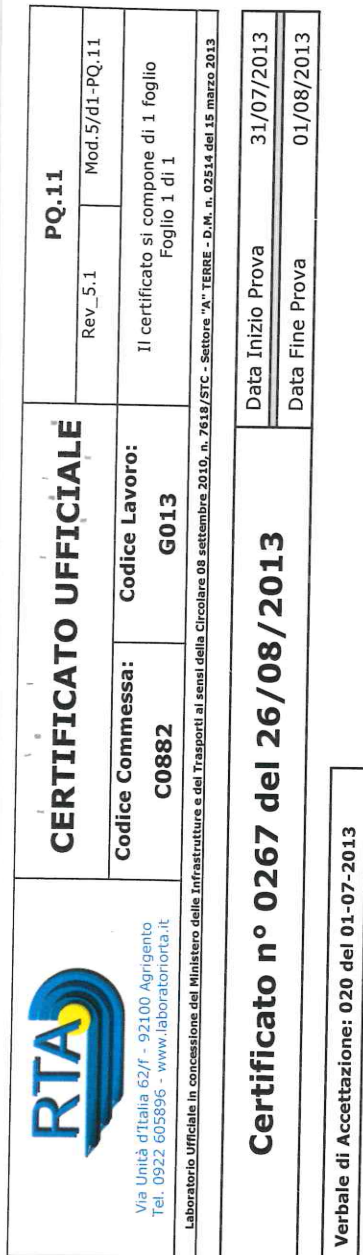 RTA
Via Unità d'Italia 62/f - 92100 Agrigento
Tel. 0922 605896 - www.laboratoriorta.it
CERTIFICATO UFFICIALE
Codice Commessa:
C0882
Codice Lavoro:
G013
PQ.11
Rev_5.1
Mod.5/d1-PQ.11
Il certificato si compone di 1 foglio
Foglio 1 di 1
Laboratorio Ufficiale in concessione del Ministero delle Infrastrutture e dei Trasporti ai sensi della Circolare 08 settembre 2010, n. 7618/STC - Settore "A" TERRE - D.M. n. 02514 del 15 marzo 2013
Certificato n° 0267 del 26/08/2013
Data Inizio Prova 31/07/2013
Data Fine Prova 01/08/2013
Verbale di Accettazione: 020 del 01-07-2013